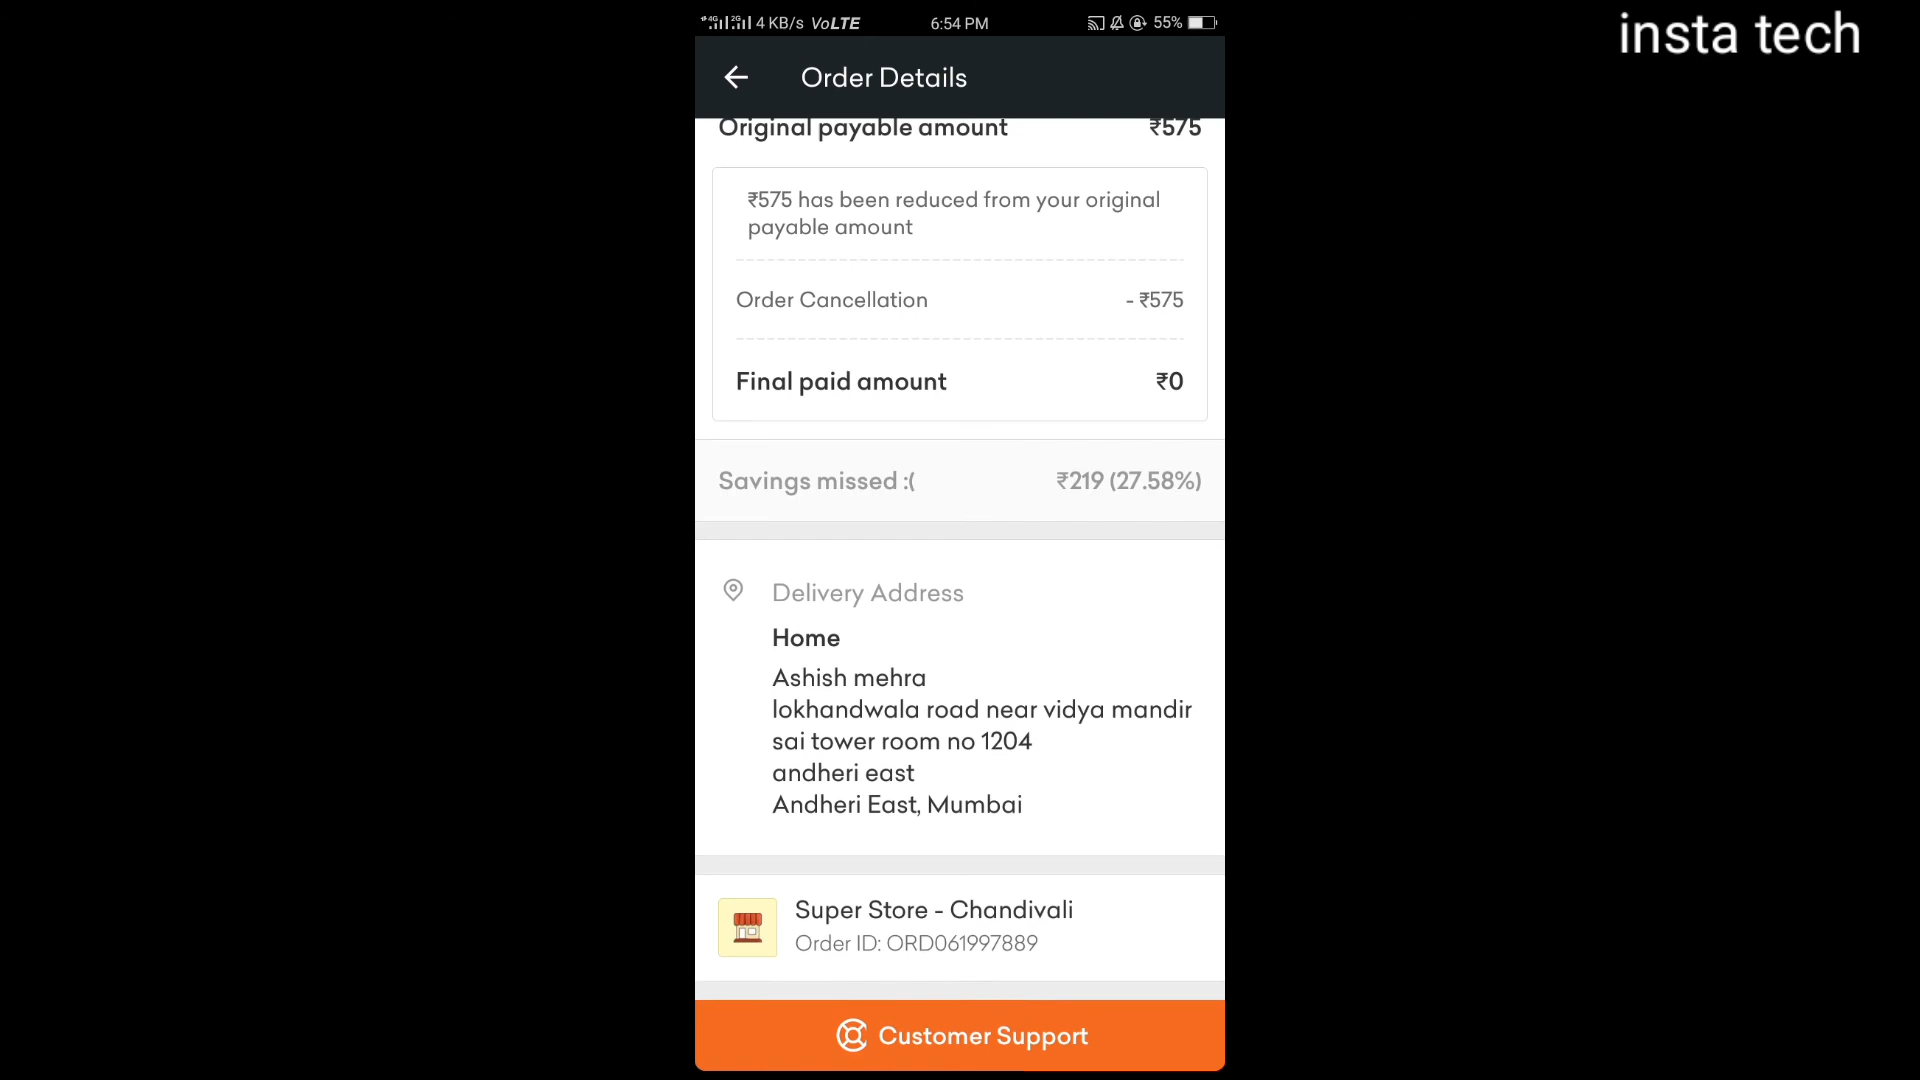 4G 2G 4 KB/s VoLTE 6:54 PM 55%
insta tech
Order Details
Original payable amount ₹575
₹575 has been reduced from your original
payable amount
Order Cancellation - ₹575
Final paid amount ₹0
Savings missed :( ₹219 (27.58%)
Delivery Address
Home
Ashish mehra
lokhandwala road near vidya mandir
sai tower room no 1204
andheri east
Andheri East, Mumbai
Super Store - Chandivali
Order ID: ORD061997889
Customer Support